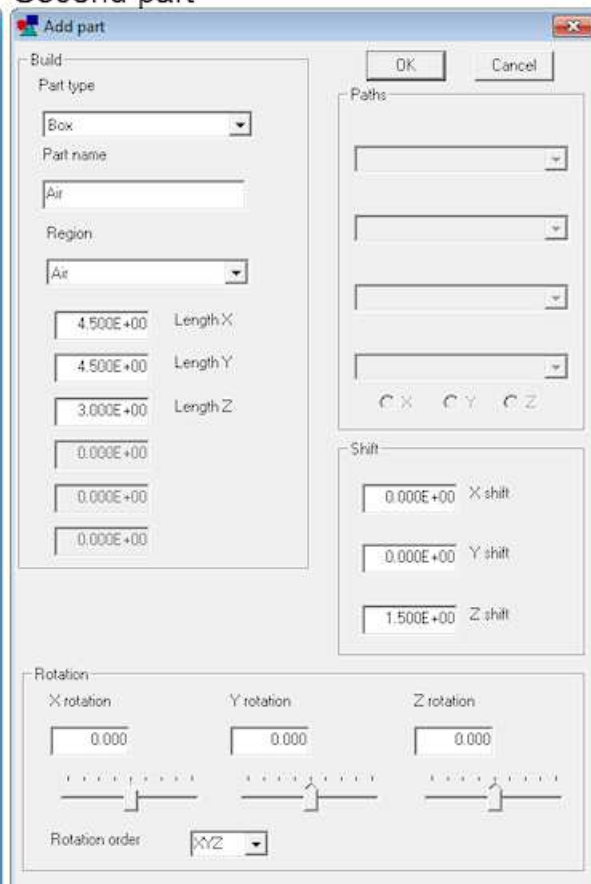 Second part
Add part
Build
Part type
Box
Part name
Air
Region
Air
4.500E+00 Length X
4.500E+00 Length Y
3.000E+00 Length Z
0.000E+00
0.000E+00
0.000E+00
OK Cancel
Paths
X Y Z
Shift
0.000E+00 X shift
0.000E+00 Y shift
1.500E+00 Z shift
Rotation
X rotation Y rotation Z rotation
0.000 0.000 0.000
Rotation order XYZ